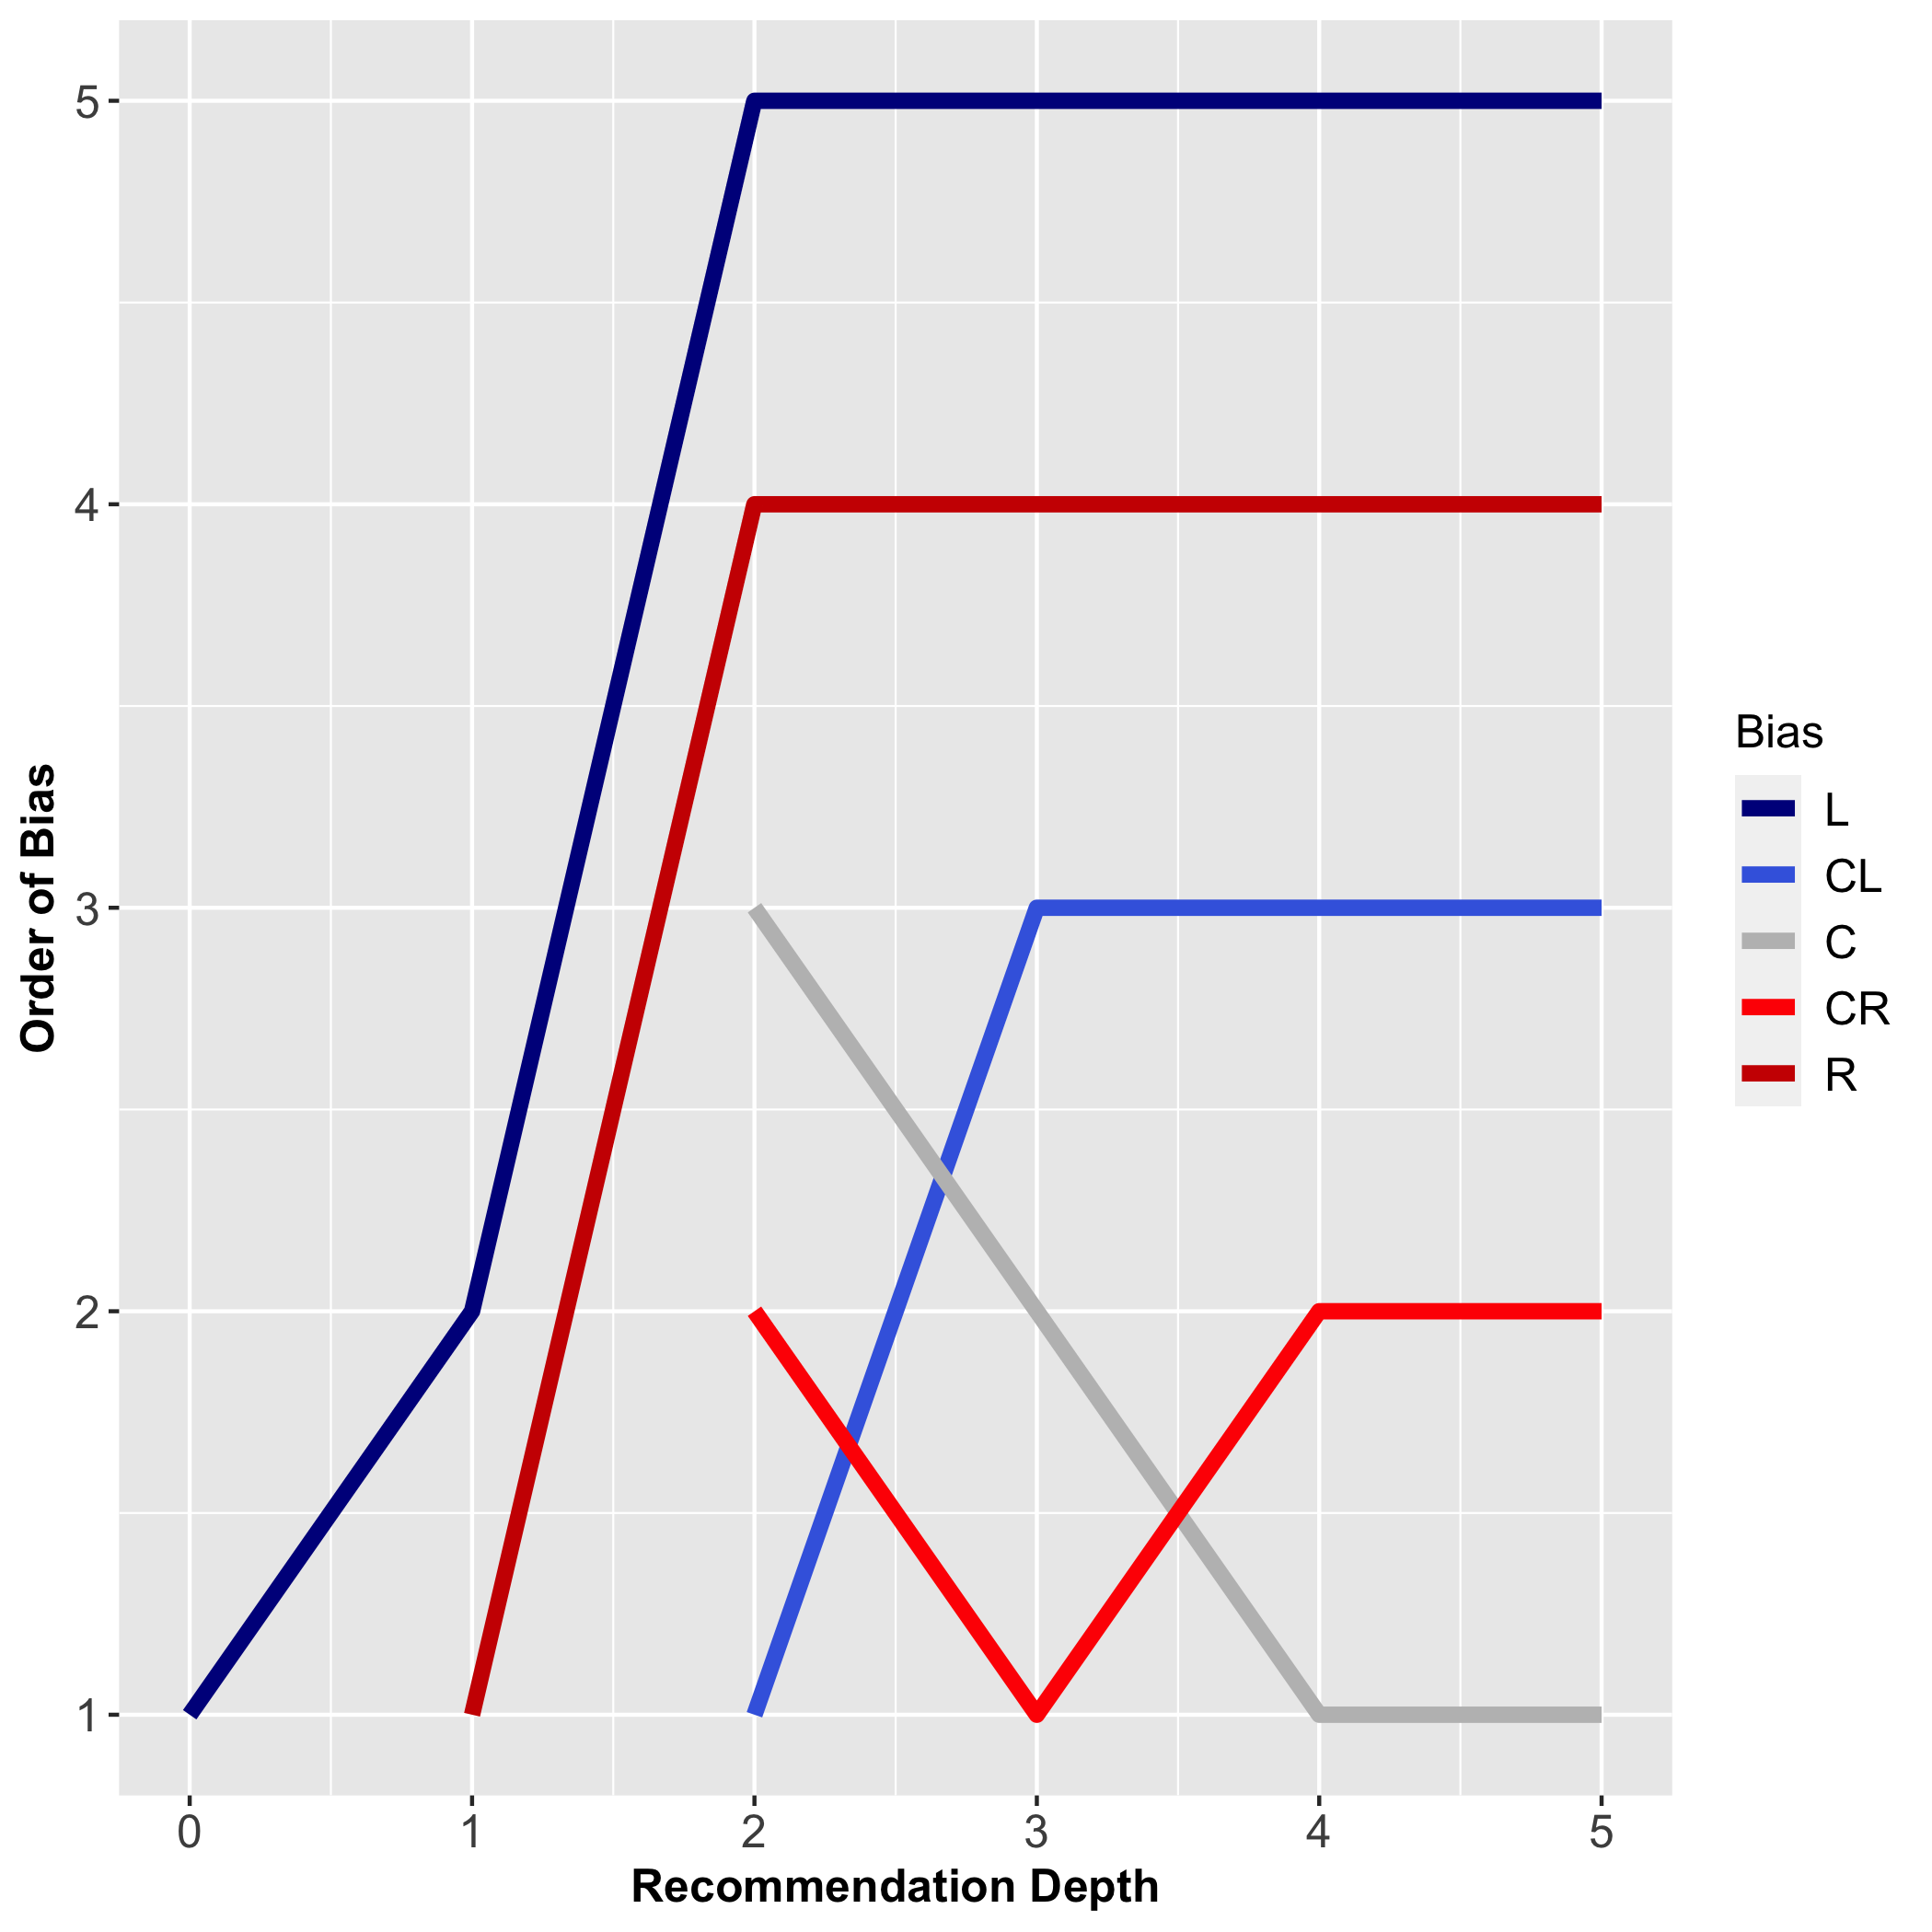 5
4
3
2
1
Order of Bias
0 1 2 3 4 5
Recommendation Depth
Bias
L
CL
C
CR
R